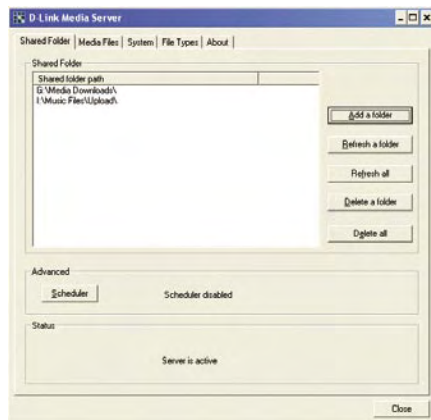 D-Link Media Server
Shared Folder Media Files System File Types About
Shared Folder
Shared folder path
G:\Media Downloads\
I:\Music Files\Upload\
Add a folder
Refresh a folder
Refresh all
Delete a folder
Delete all
Advanced
Scheduler Scheduler disabled
Status
Server is active
Close